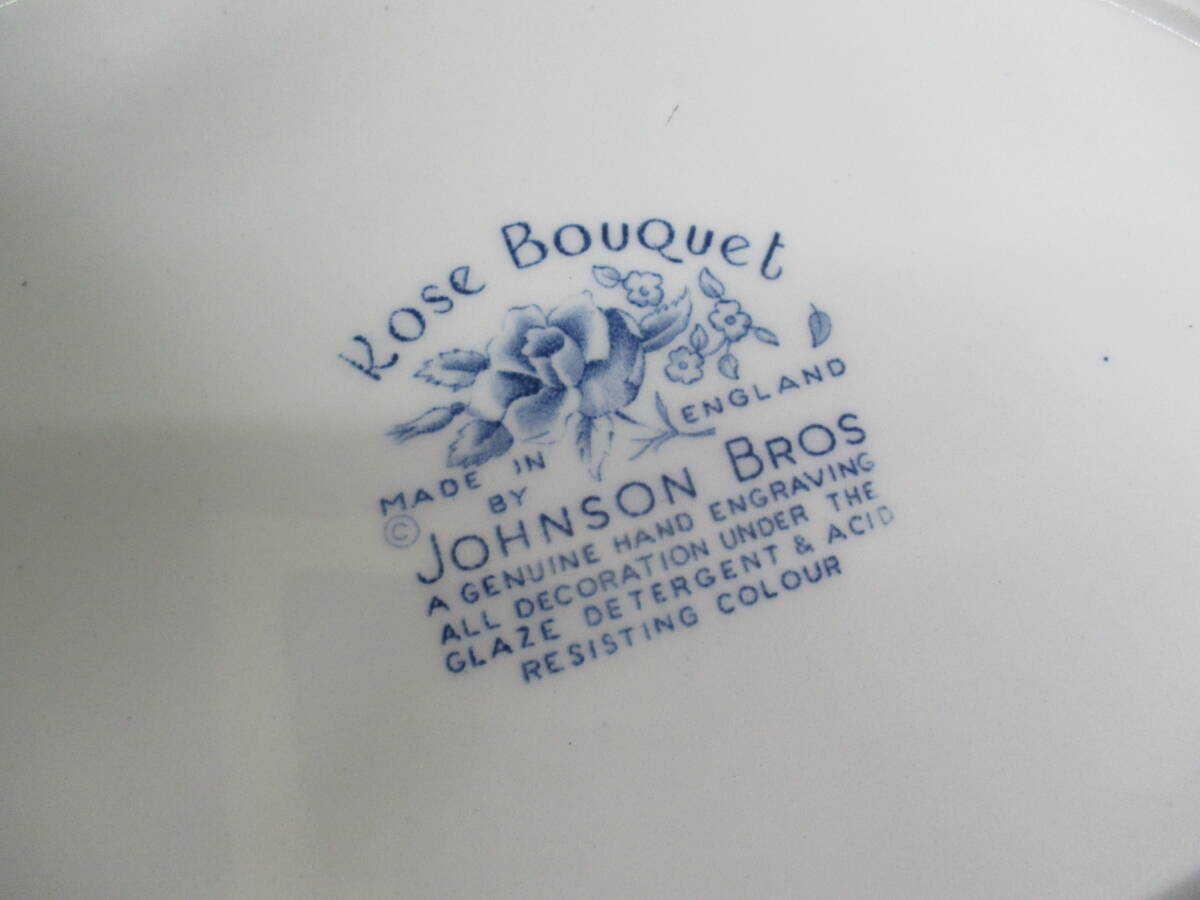 Rose Bouquet
MADE IN ENGLAND
BY
© JOHNSON BROS
A GENUINE HAND ENGRAVING
ALL DECORATION UNDER THE
GLAZE DETERGENT & ACID
RESISTING COLOUR